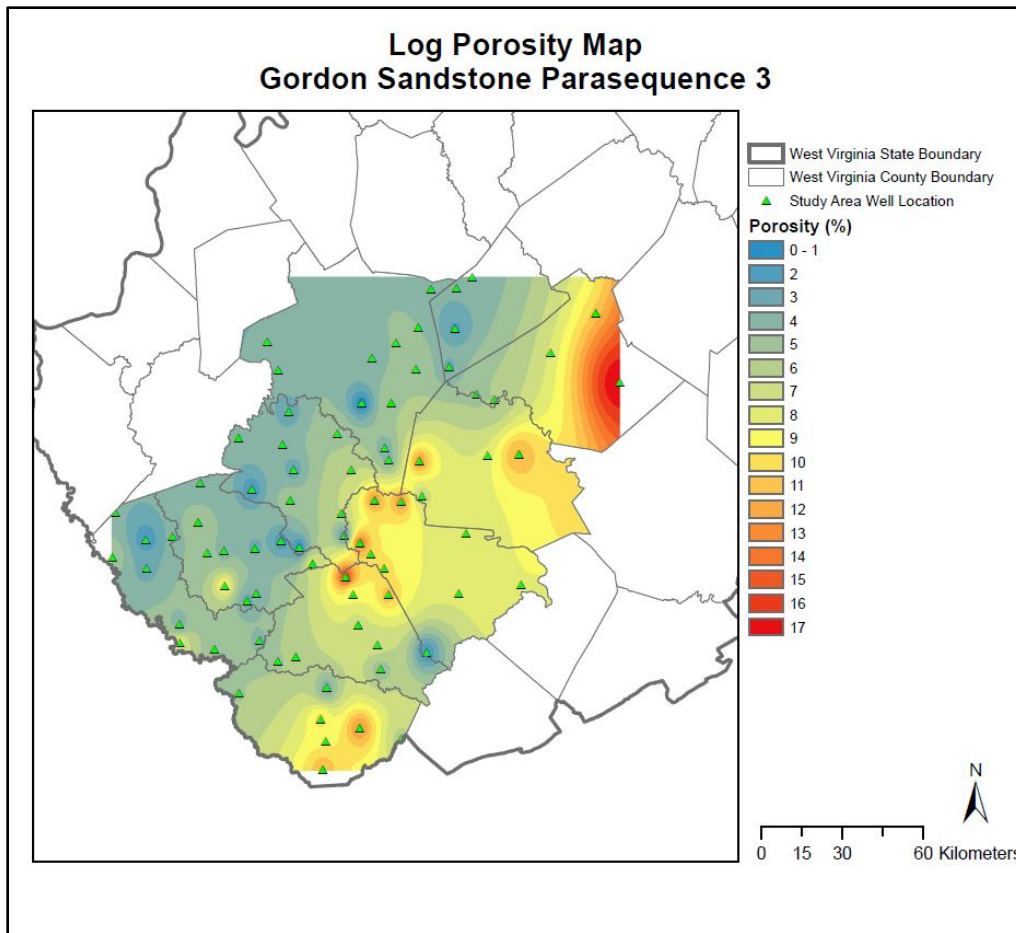 Log Porosity Map
Gordon Sandstone Parasequence 3
West Virginia State Boundary
West Virginia County Boundary
Study Area Well Location
Porosity (%)
0 - 1
2
3
4
5
6
7
8
9
10
11
12
13
14
15
16
17
N
0 15 30 60 Kilometers